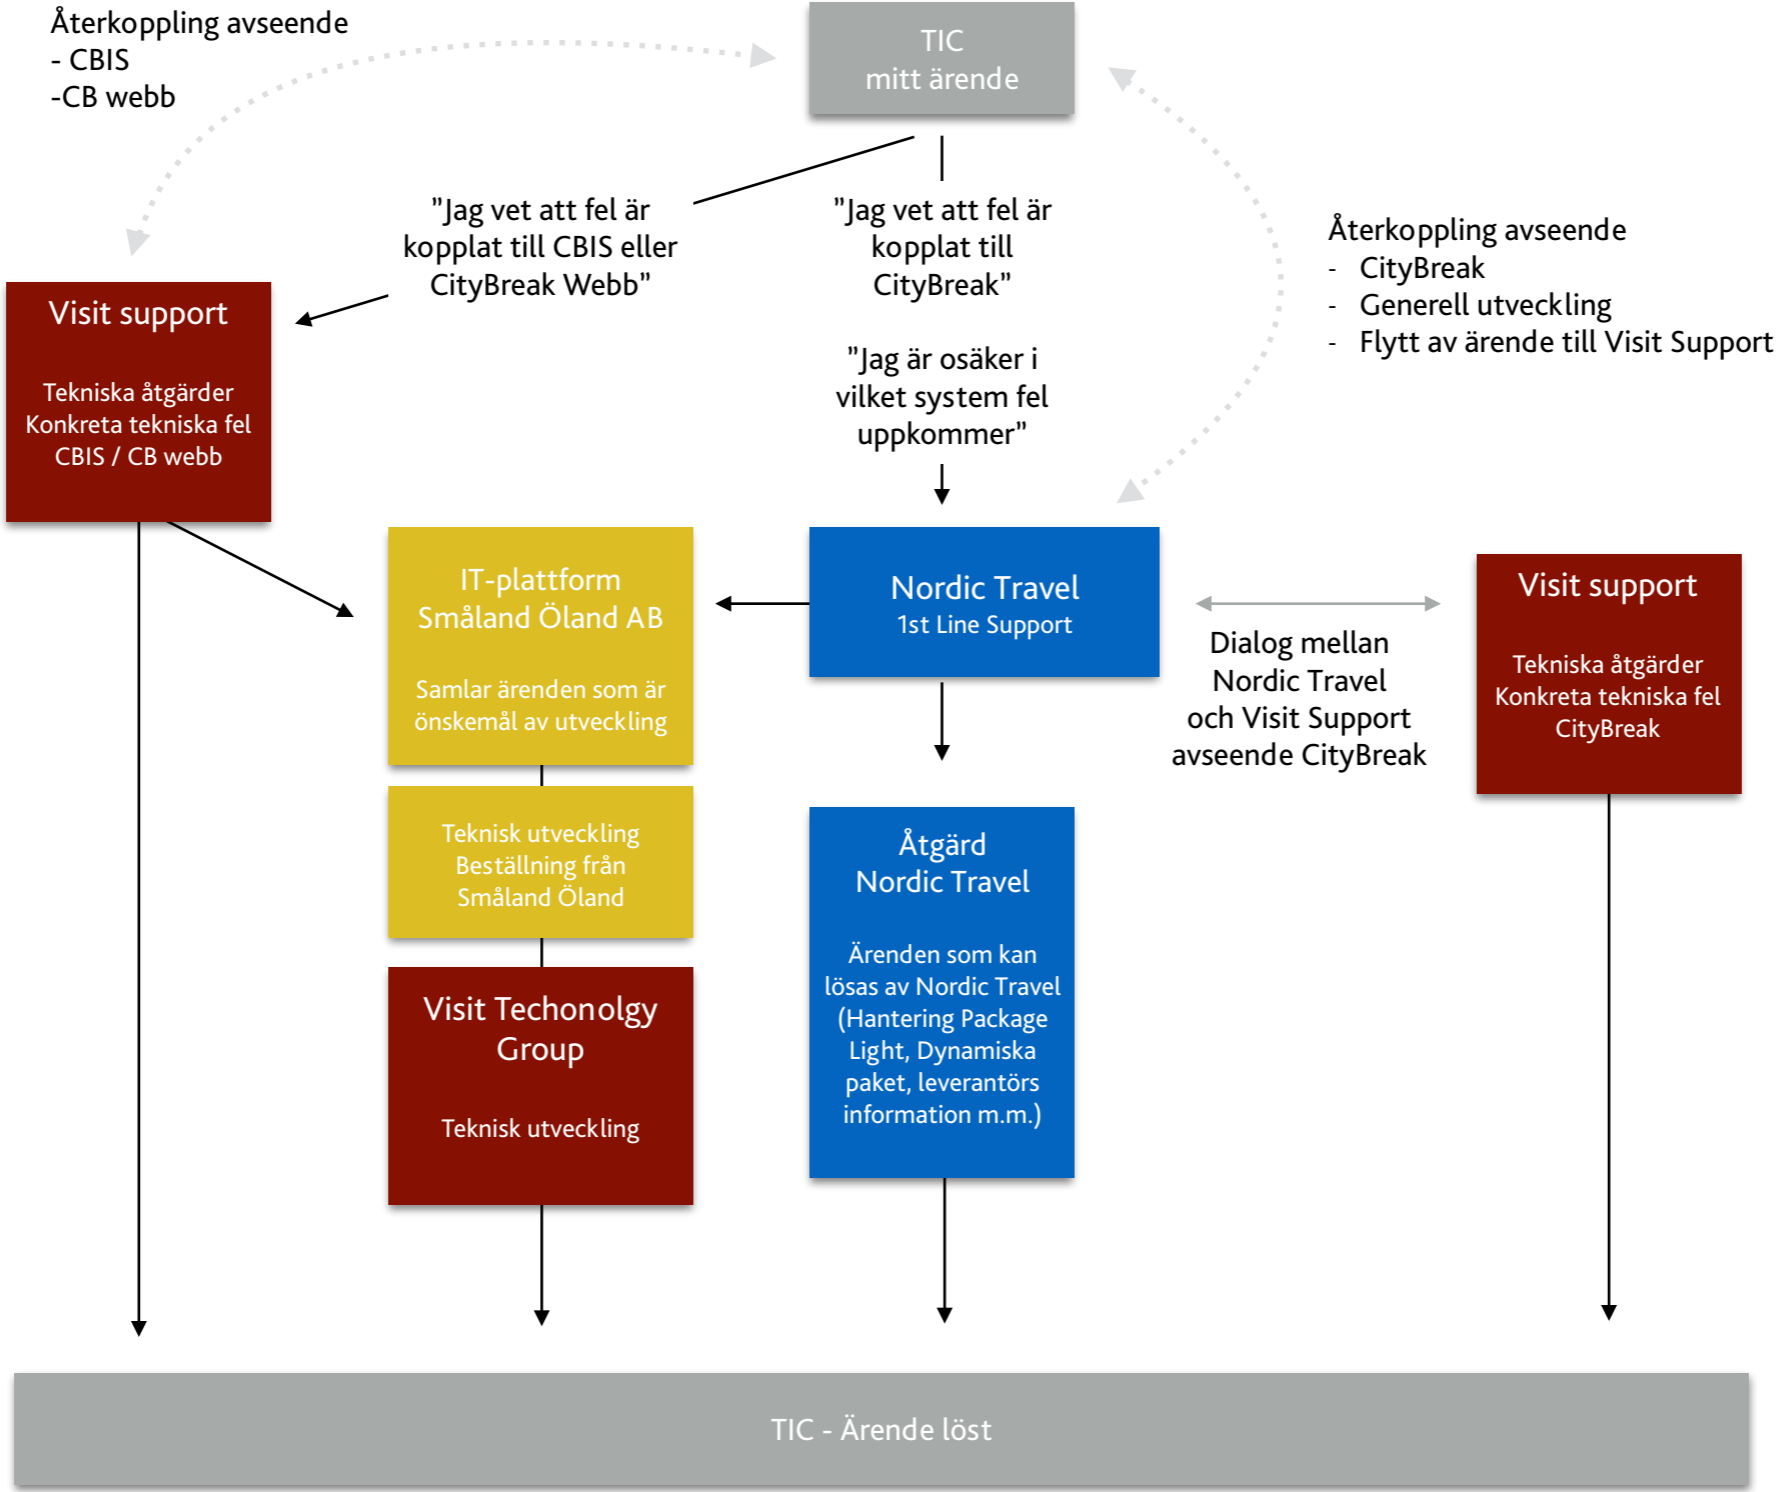 Återkoppling avseende
- CBIS
-CB webb
TIC
mitt ärende
"Jag vet att fel är
kopplat till CBIS eller
CityBreak Webb"
"Jag vet att fel är
kopplat till
CityBreak"
"Jag är osäker i
vilket system fel
uppkommer"
Återkoppling avseende
- CityBreak
- Generell utveckling
- Flytt av ärende till Visit Support
Visit support
Tekniska åtgärder
Konkreta tekniska fel
CBIS / CB webb
IT-plattform
Småland Öland AB
Samlar ärenden som är
önskemål av utveckling
Nordic Travel
1st Line Support
Dialog mellan
Nordic Travel
och Visit Support
avseende CityBreak
Visit support
Tekniska åtgärder
Konkreta tekniska fel
CityBreak
Teknisk utveckling
Beställning från
Småland Öland
Visit Techonolgy
Group
Teknisk utveckling
Åtgärd
Nordic Travel
Ärenden som kan
lösas av Nordic Travel
(Hantering Package
Light, Dynamiska
paket, leverantörs
information m.m.)
TIC - Ärende löst